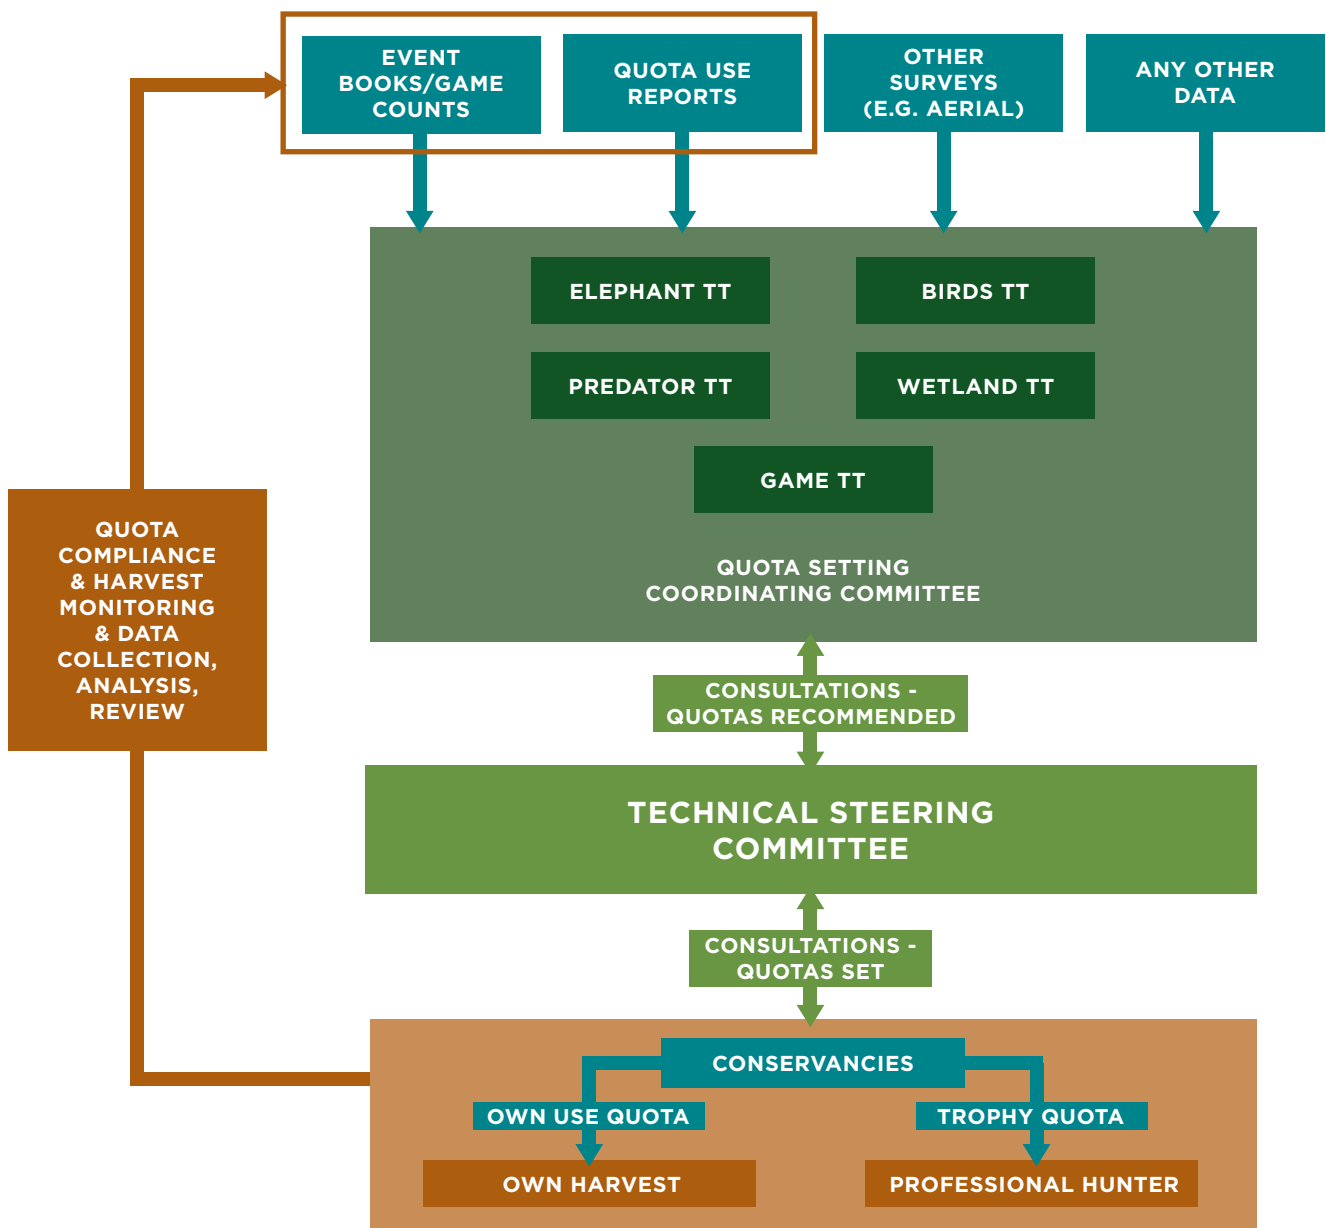 EVENT
BOOKS/GAME
COUNTS
QUOTA USE
REPORTS
OTHER
SURVEYS
(E.G. AERIAL)
ANY OTHER
DATA
ELEPHANT TT
BIRDS TT
PREDATOR TT
WETLAND TT
GAME TT
QUOTA SETTING
COORDINATING COMMITTEE
QUOTA
COMPLIANCE
& HARVEST
MONITORING
& DATA
COLLECTION,
ANALYSIS,
REVIEW
CONSULTATIONS -
QUOTAS RECOMMENDED
TECHNICAL STEERING
COMMITTEE
CONSULTATIONS -
QUOTAS SET
CONSERVANCIES
OWN USE QUOTA
TROPHY QUOTA
OWN HARVEST
PROFESSIONAL HUNTER